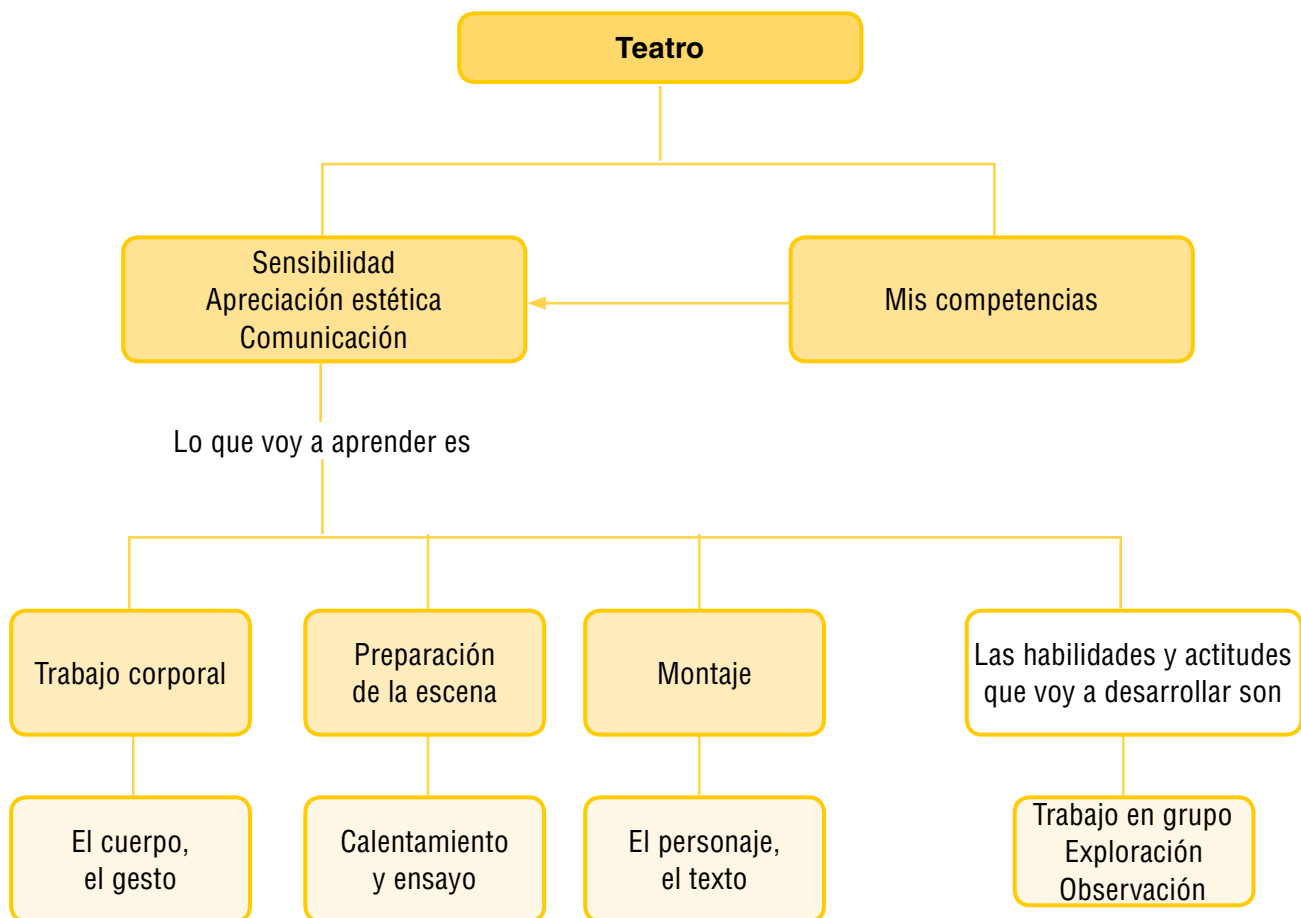 Teatro
Sensibilidad
Apreciación estética
Comunicación
Mis competencias
Lo que voy a aprender es
Trabajo corporal
Preparación
de la escena
Montaje
Las habilidades y actitudes
que voy a desarrollar son
El cuerpo,
el gesto
Calentamiento
y ensayo
El personaje,
el texto
Trabajo en grupo
Exploración
Observación